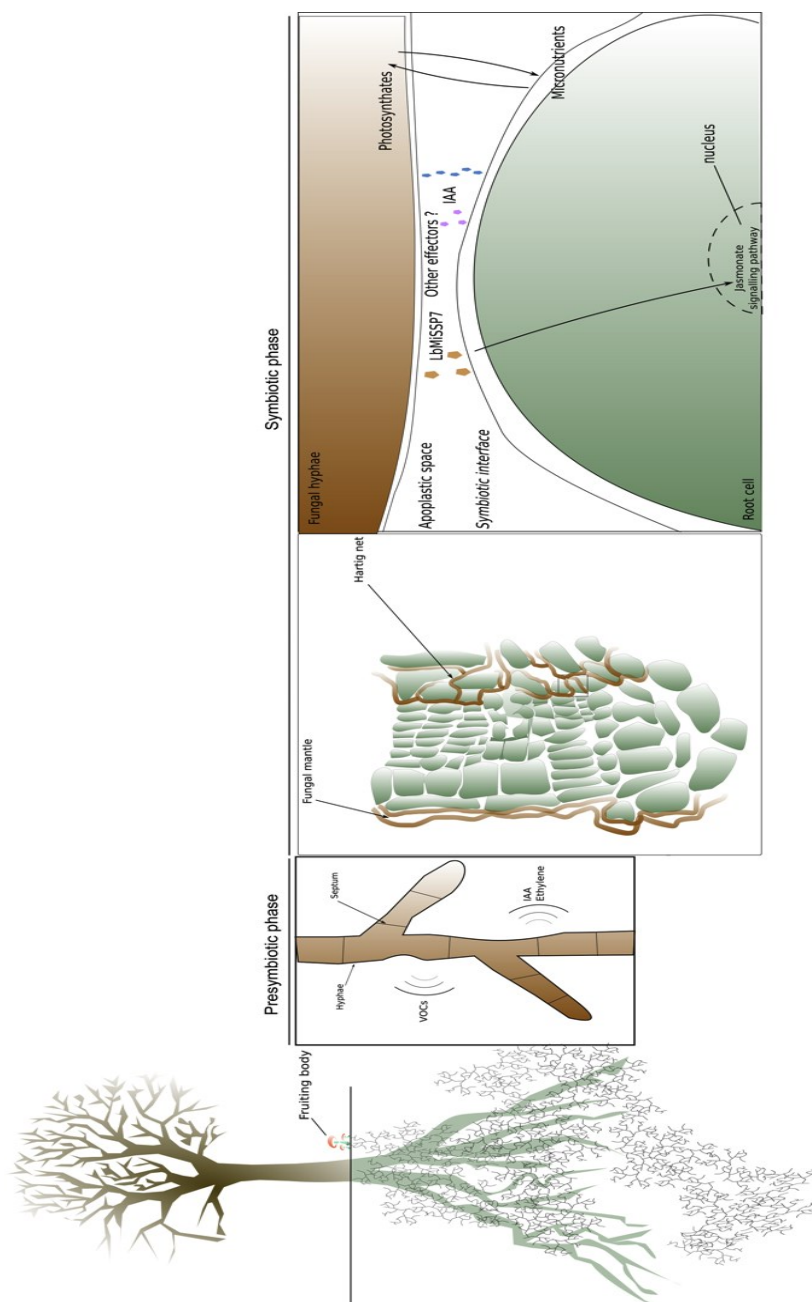 Presymbiotic phase
Symbiotic phase
Fruiting body
Hyphae
Septum
VOCs
IAA
Ethylene
Fungal mantle
Hartig net
Fungal hyphae
Photosynthates
Apoplastic space
LbMiSSP7
Other effectors ?
IAA
Symbiotic interface
Micronutrients
Root cell
Jasmonate
signalling pathway
nucleus